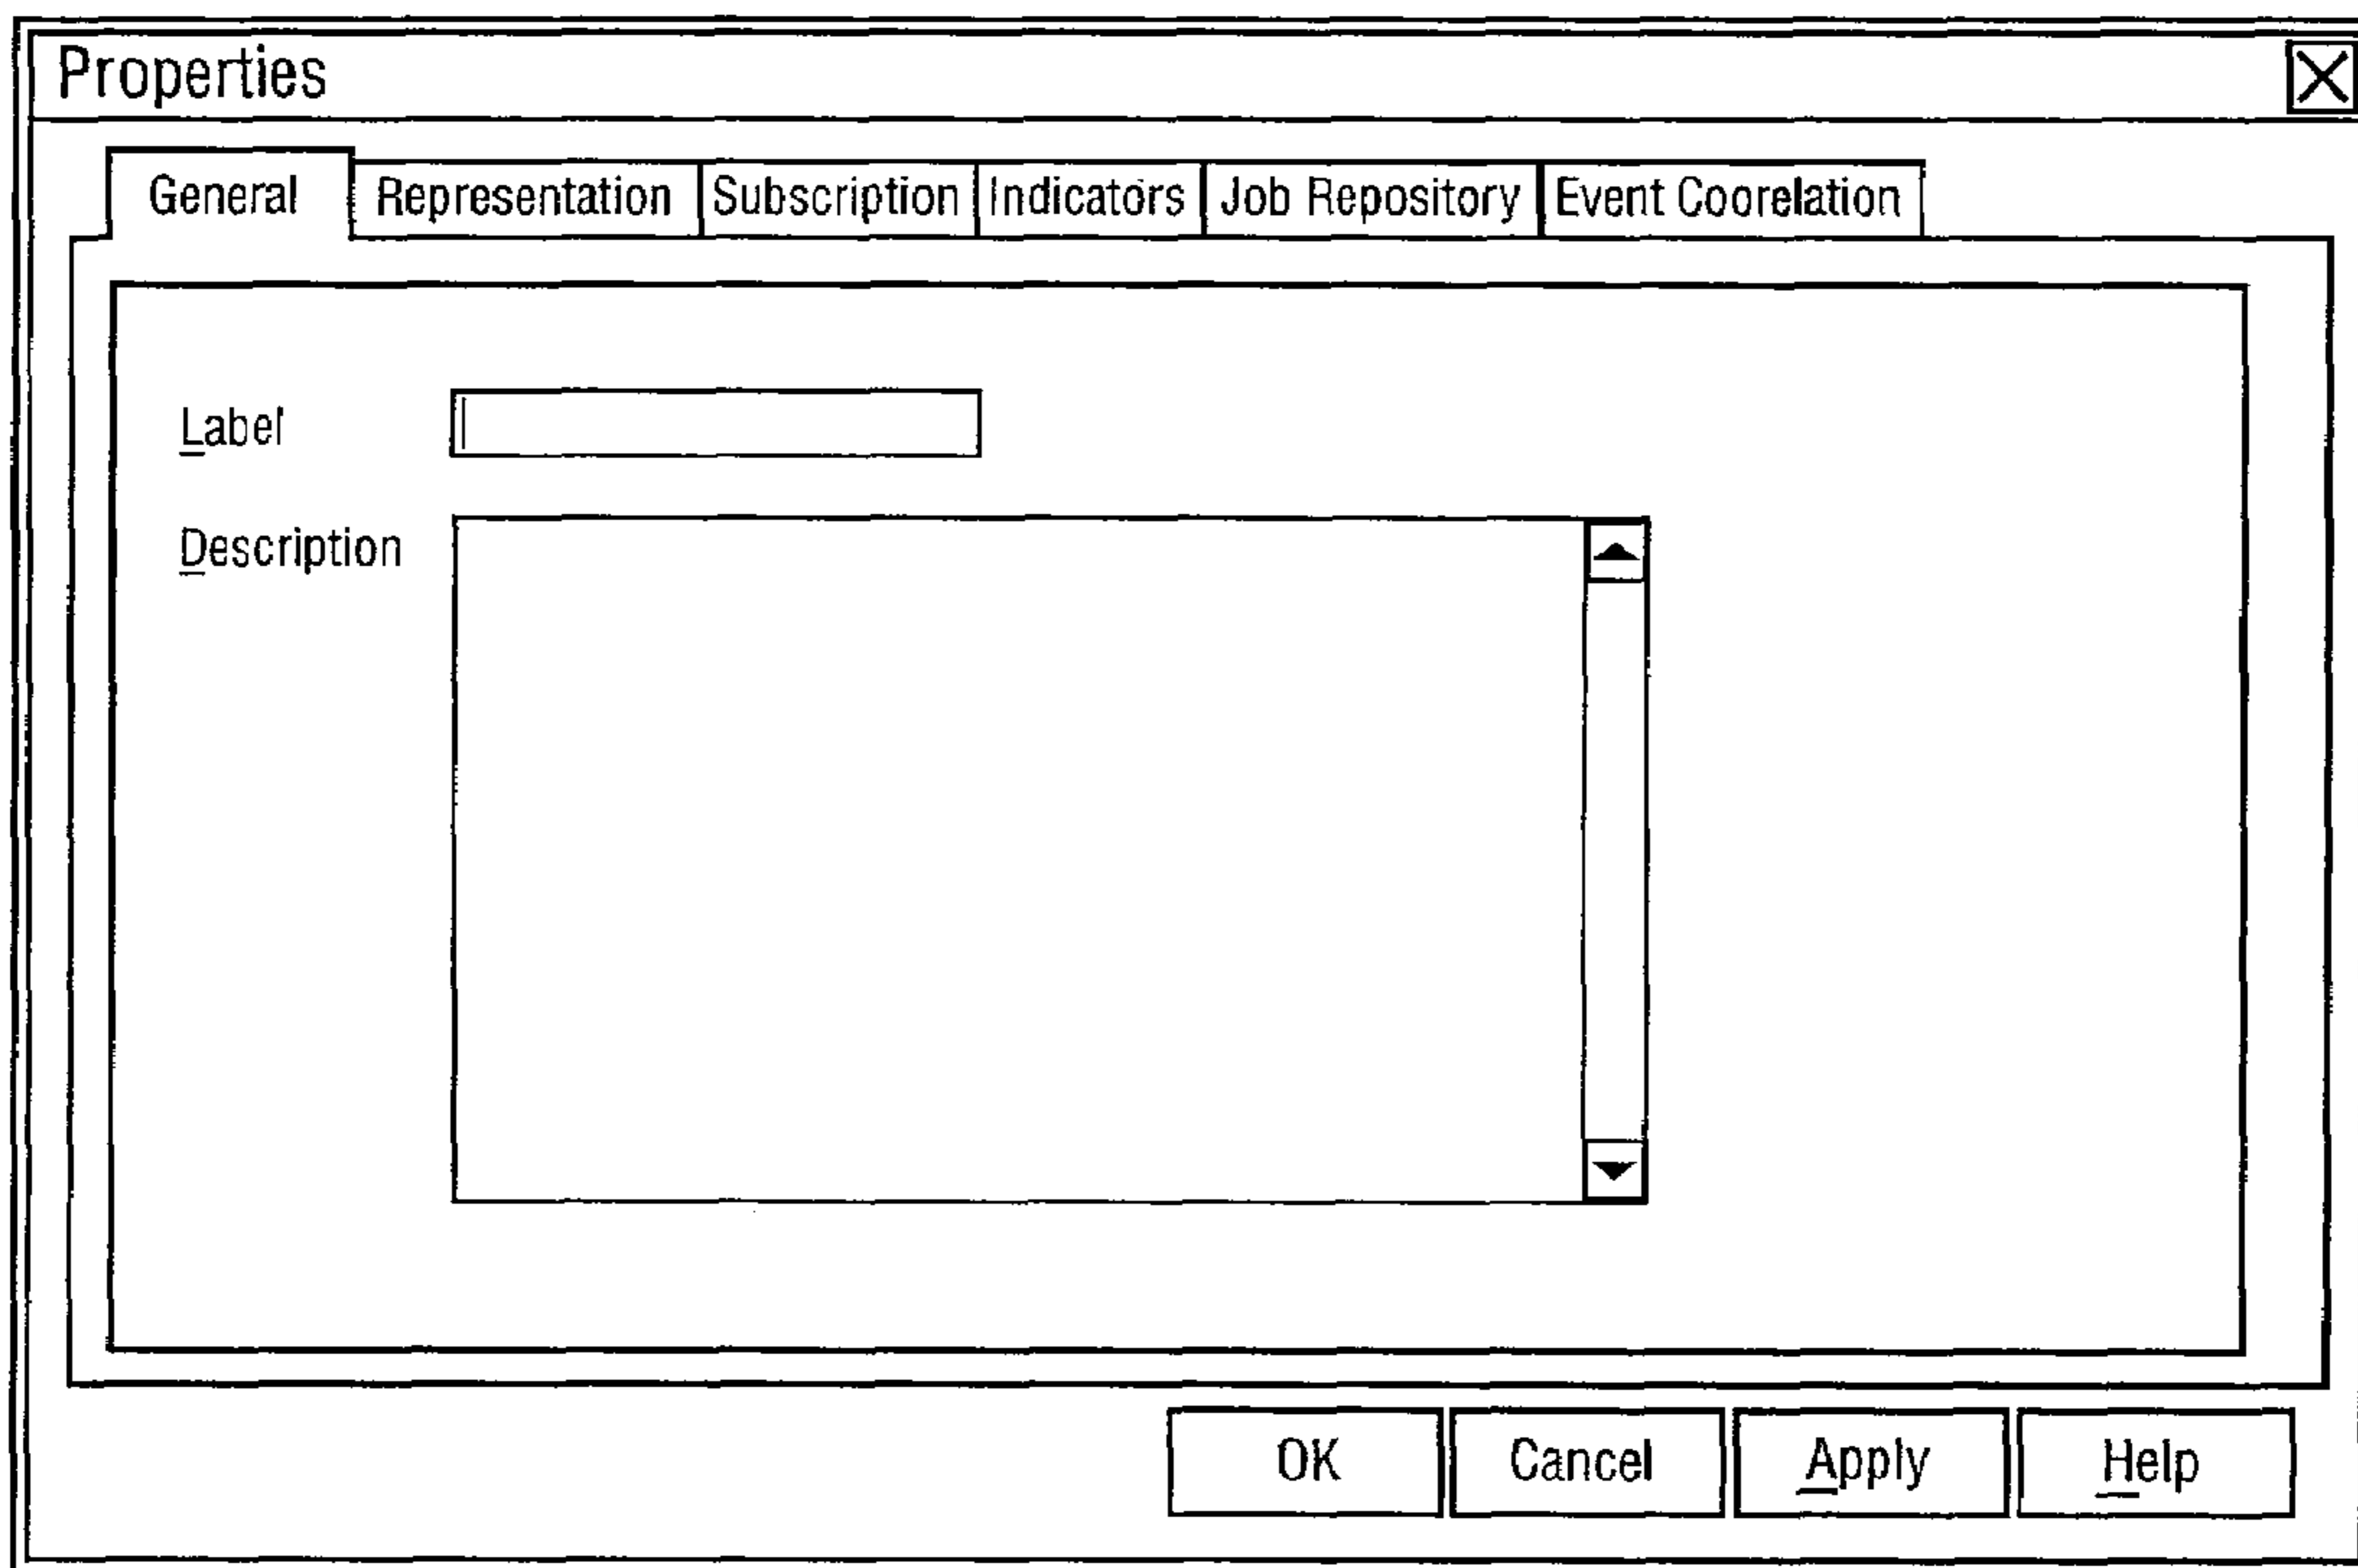 Properties
General Representation Subscription Indicators Job Repository Event Coorelation
Label
Description
OK Cancel Apply Help